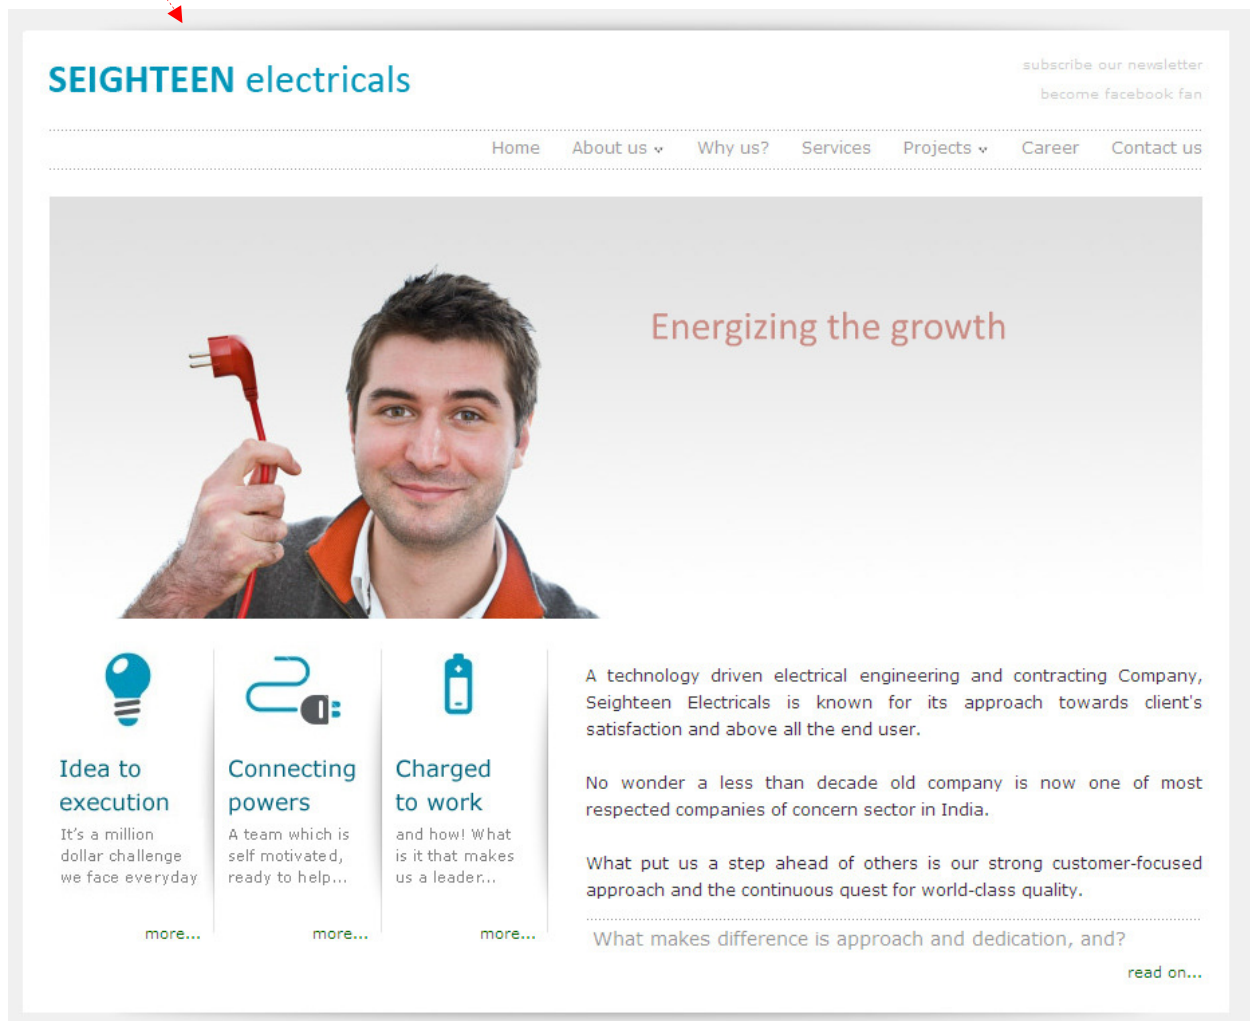 SEIGHTEEN electricals
subscribe our newsletter
become facebook fan
Home About us Why us? Services Projects Career Contact us
Energizing the growth
Idea to
execution
It's a million
dollar challenge
we face everyday
more...
Connecting
powers
A team which is
self motivated,
ready to help...
more...
Charged
to work
and how! What
is it that makes
us a leader...
more...
A technology driven electrical engineering and contracting Company,
Seighteen Electricals is known for its approach towards client's
satisfaction and above all the end user.
No wonder a less than decade old company is now one of most
respected companies of concern sector in India.
What put us a step ahead of others is our strong customer-focused
approach and the continuous quest for world-class quality.
What makes difference is approach and dedication, and?
read on...